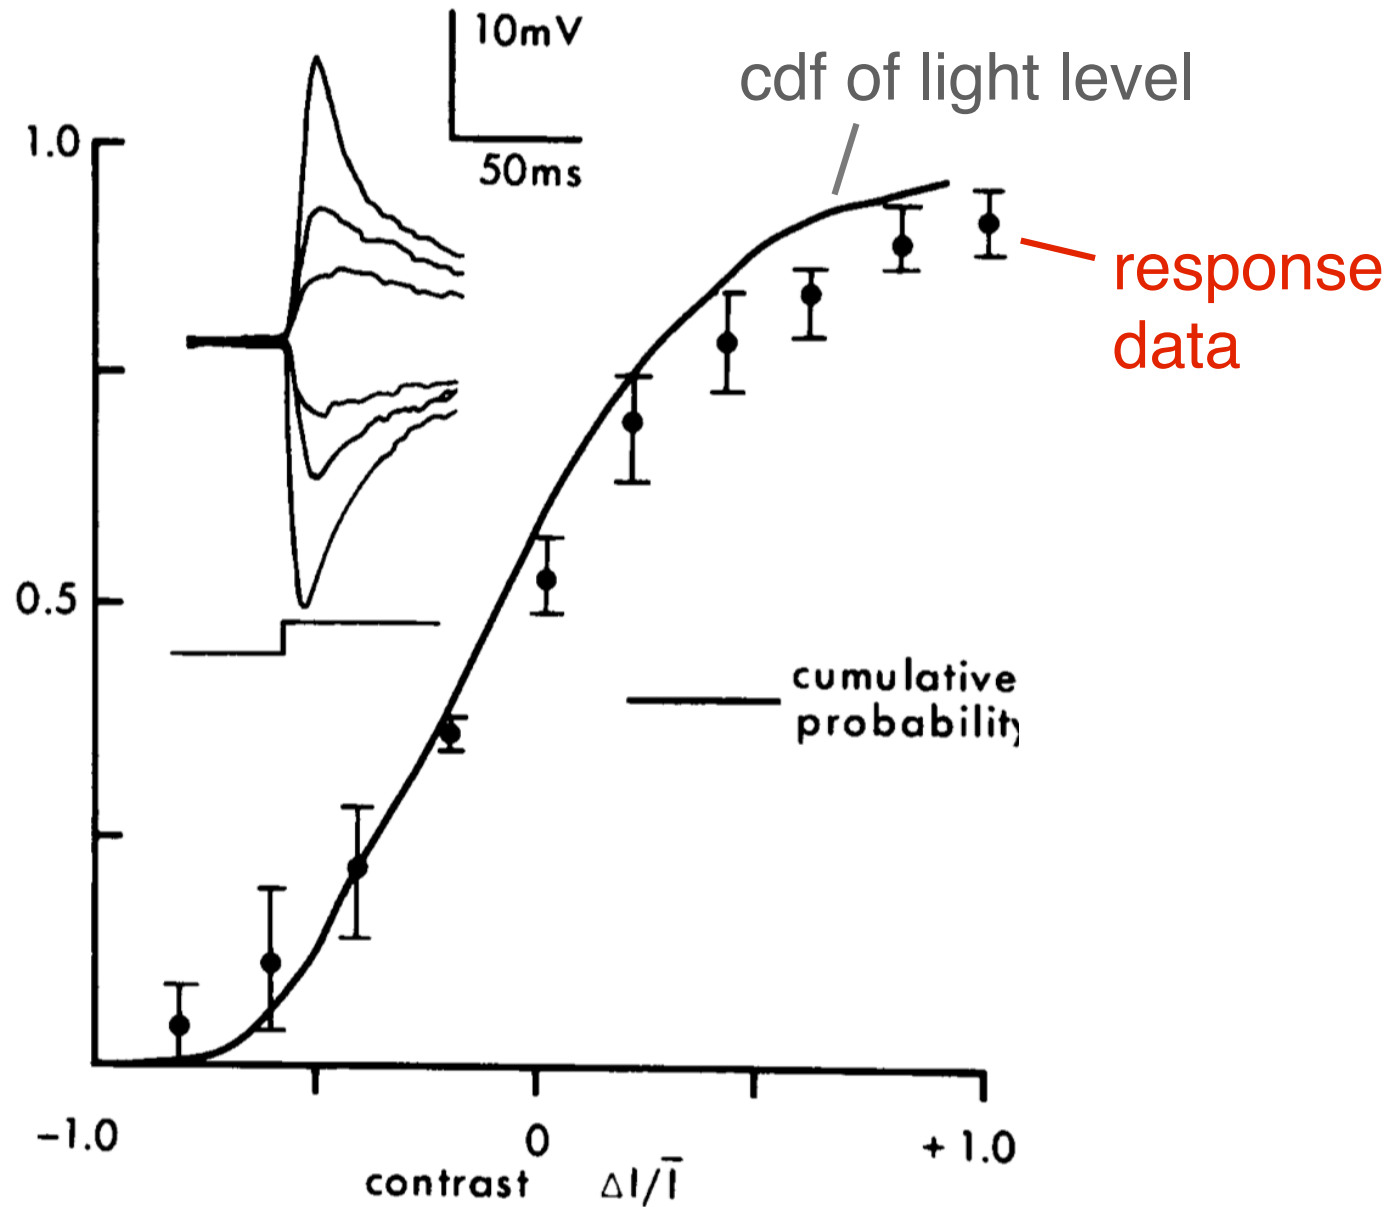 10mV
50ms
cdf of light level
1.0
response
data
0.5
cumulative
probability
-1.0
0
+ 1.0
contrast ΔI/Ī